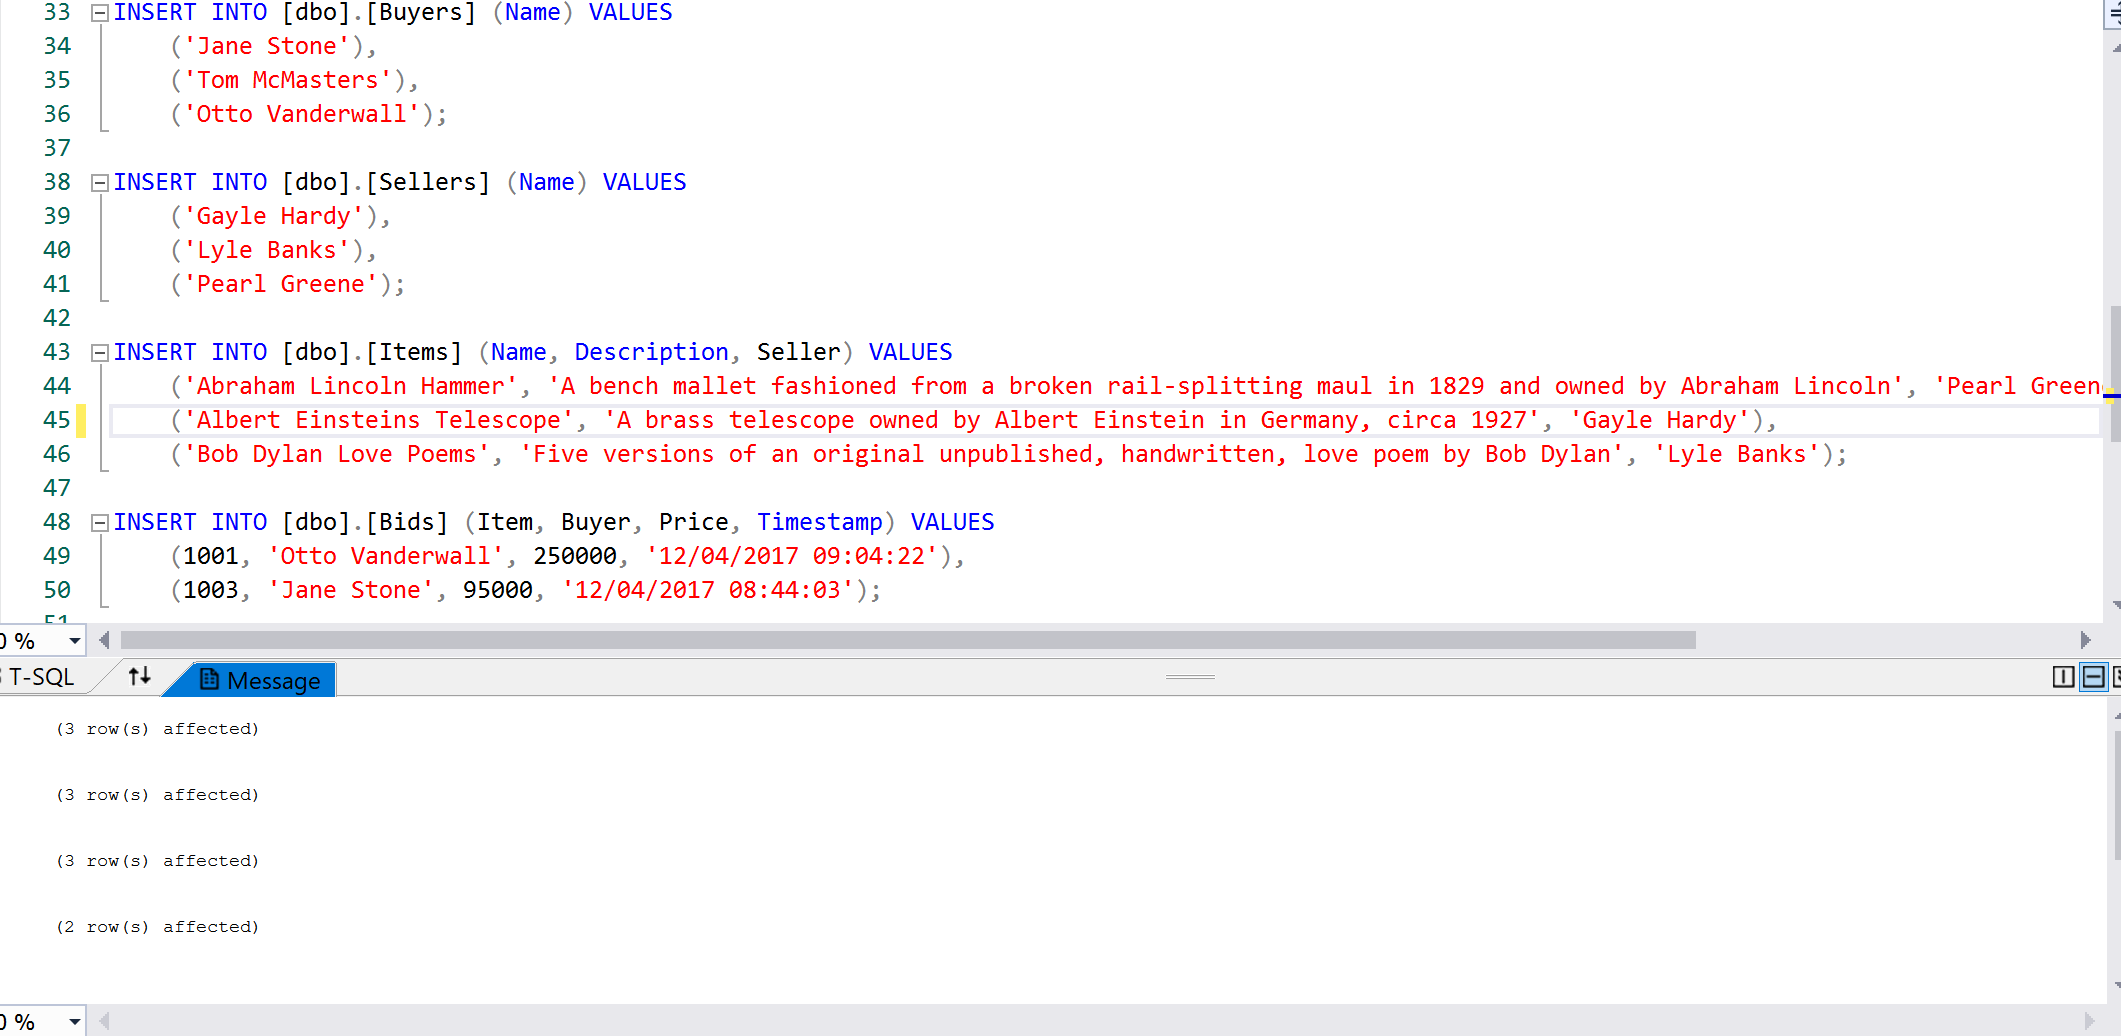 33 INSERT INTO [dbo].[Buyers] (Name) VALUES
34 ('Jane Stone'),
35 ('Tom McMasters'),
36 ('Otto Vanderwall');
37
38 INSERT INTO [dbo].[Sellers] (Name) VALUES
39 ('Gayle Hardy'),
40 ('Lyle Banks'),
41 ('Pearl Greene');
42
43 INSERT INTO [dbo].[Items] (Name, Description, Seller) VALUES
44 ('Abraham Lincoln Hammer', 'A bench mallet fashioned from a broken rail-splitting maul in 1829 and owned by Abraham Lincoln', 'Pearl Green
45 ('Albert Einsteins Telescope', 'A brass telescope owned by Albert Einstein in Germany, circa 1927', 'Gayle Hardy'),
46 ('Bob Dylan Love Poems', 'Five versions of an original unpublished, handwritten, love poem by Bob Dylan', 'Lyle Banks');
47
48 INSERT INTO [dbo].[Bids] (Item, Buyer, Price, Timestamp) VALUES
49 (1001, 'Otto Vanderwall', 250000, '12/04/2017 09:04:22'),
50 (1003, 'Jane Stone', 95000, '12/04/2017 08:44:03');
51
0 %
T-SQL Message
(3 row(s) affected)
(3 row(s) affected)
(3 row(s) affected)
(2 row(s) affected)
0 %